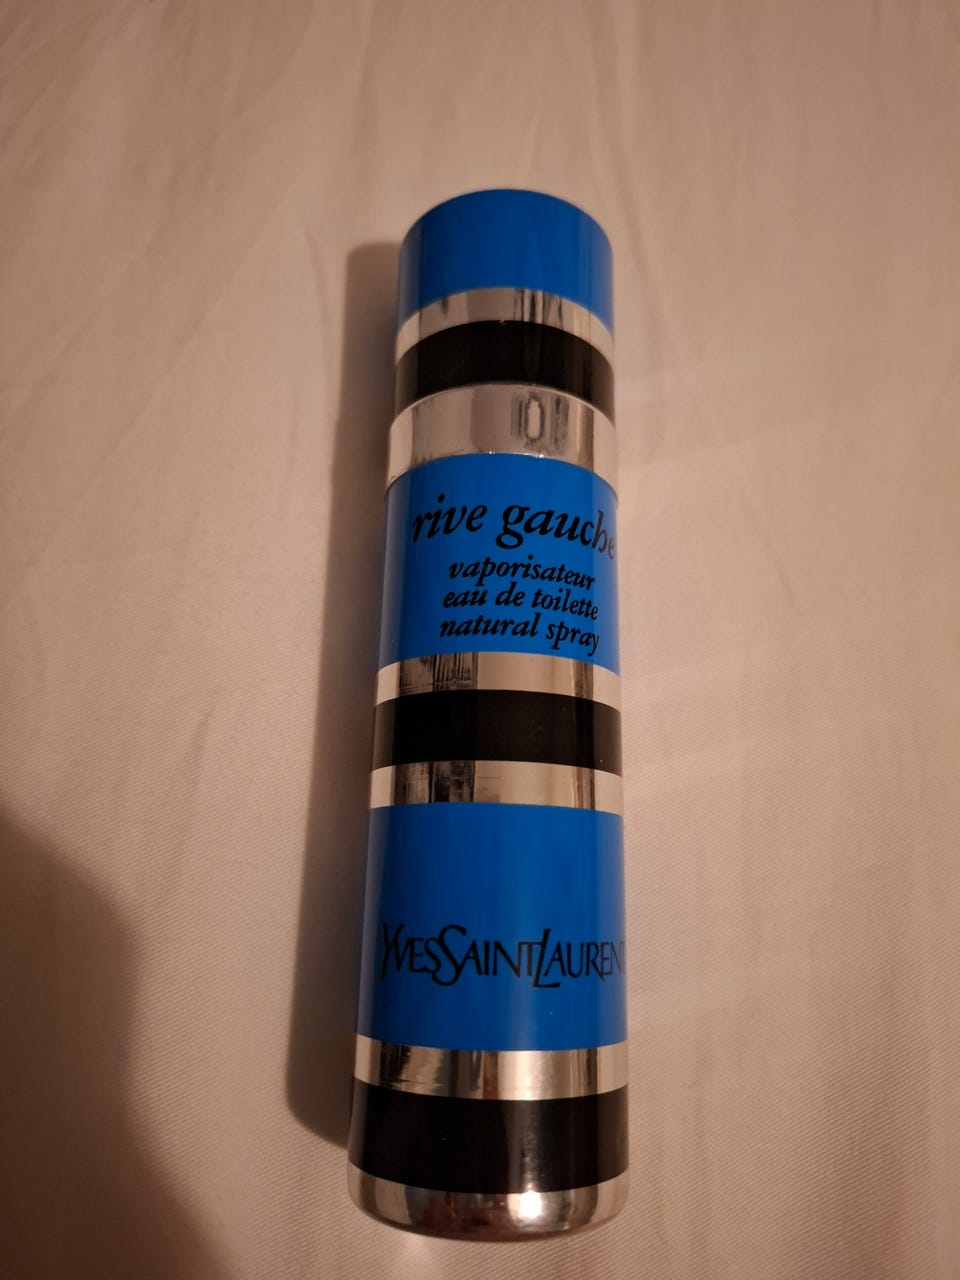 rive gauche
vaporisateur
eau de toilette
natural spray
YVESSAINTLAURENT